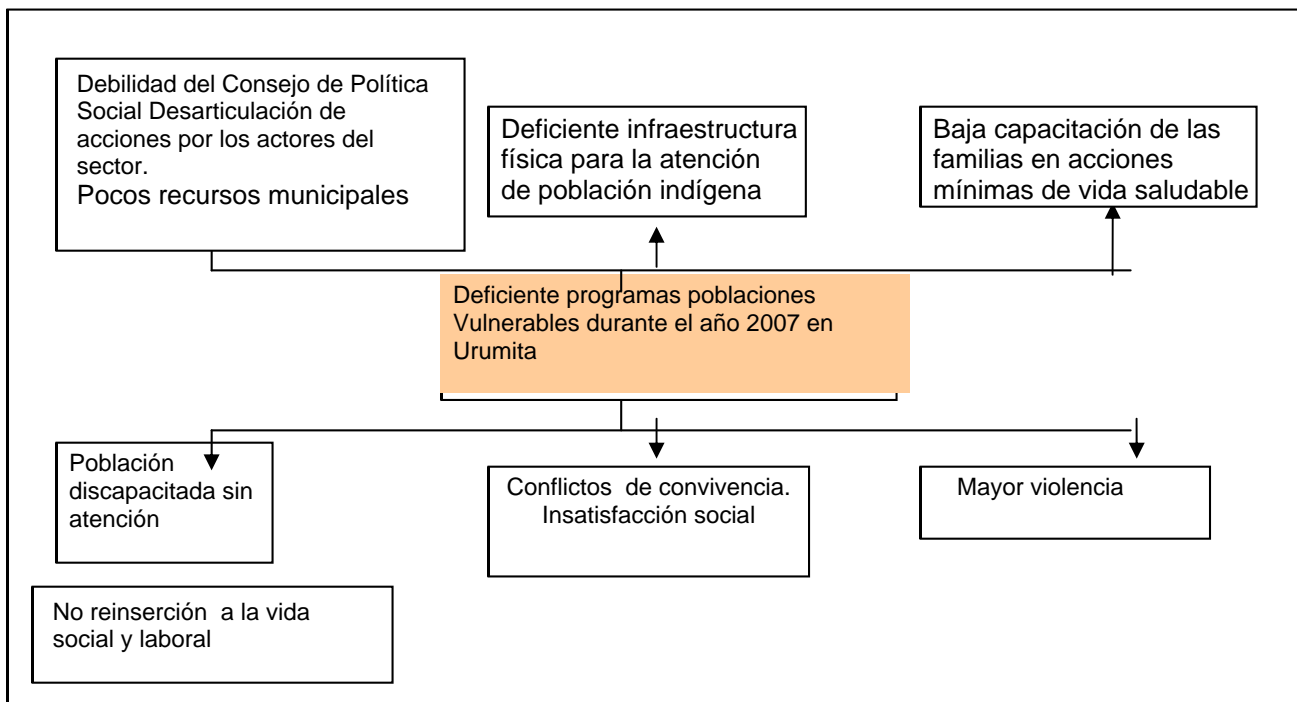 Debilidad del Consejo de Política
Social Desarticulación de
acciones por los actores del
sector.
Pocos recursos municipales
Deficiente infraestructura
física para la atención
de población indígena
Baja capacitación de las
familias en acciones
mínimas de vida saludable
Deficiente programas poblaciones
Vulnerables durante el año 2007 en
Urumita
Población
discapacitada sin
atención
Conflictos de convivencia.
Insatisfacción social
Mayor violencia
No reinserción a la vida
social y laboral